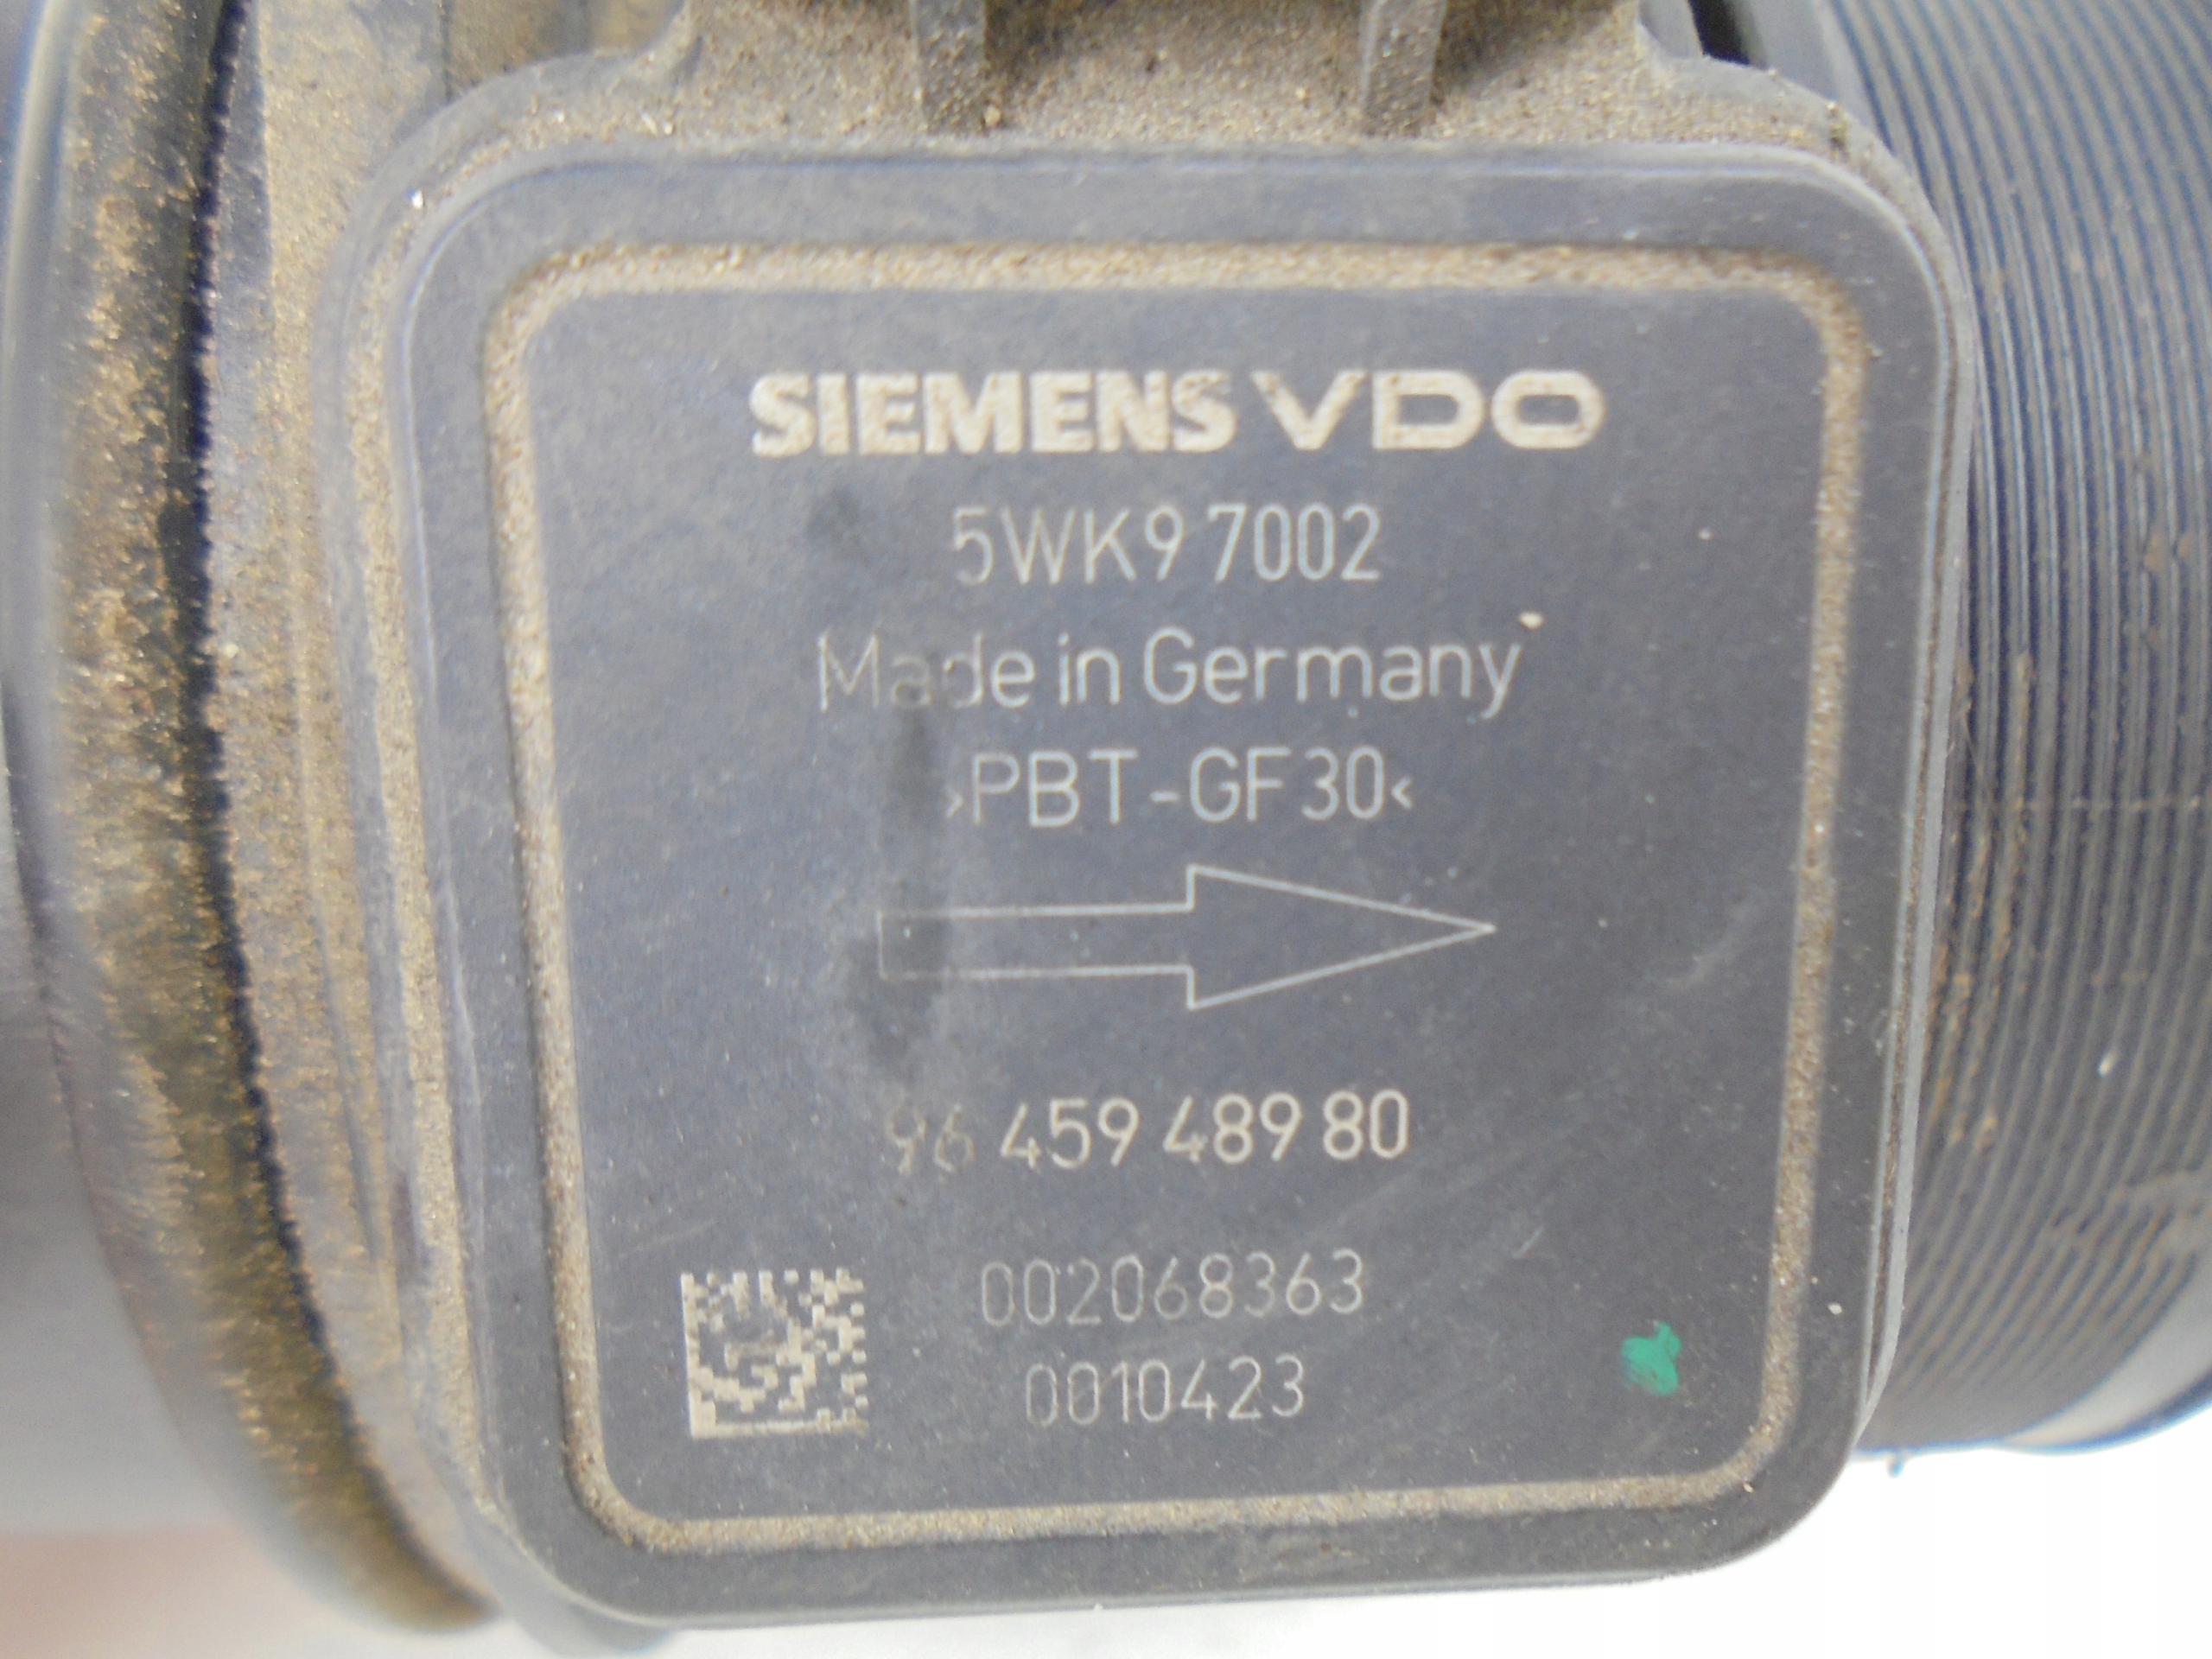 SIEMENS VDO
5WK9 7002
Made in Germany
>PBT-GF30<
96 459 489 80
002068363
0010423